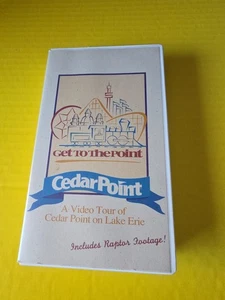 GET TO THE POINT
Cedar Point
A Video Tour of
Cedar Point on Lake Erie
Includes Raptor Footage!